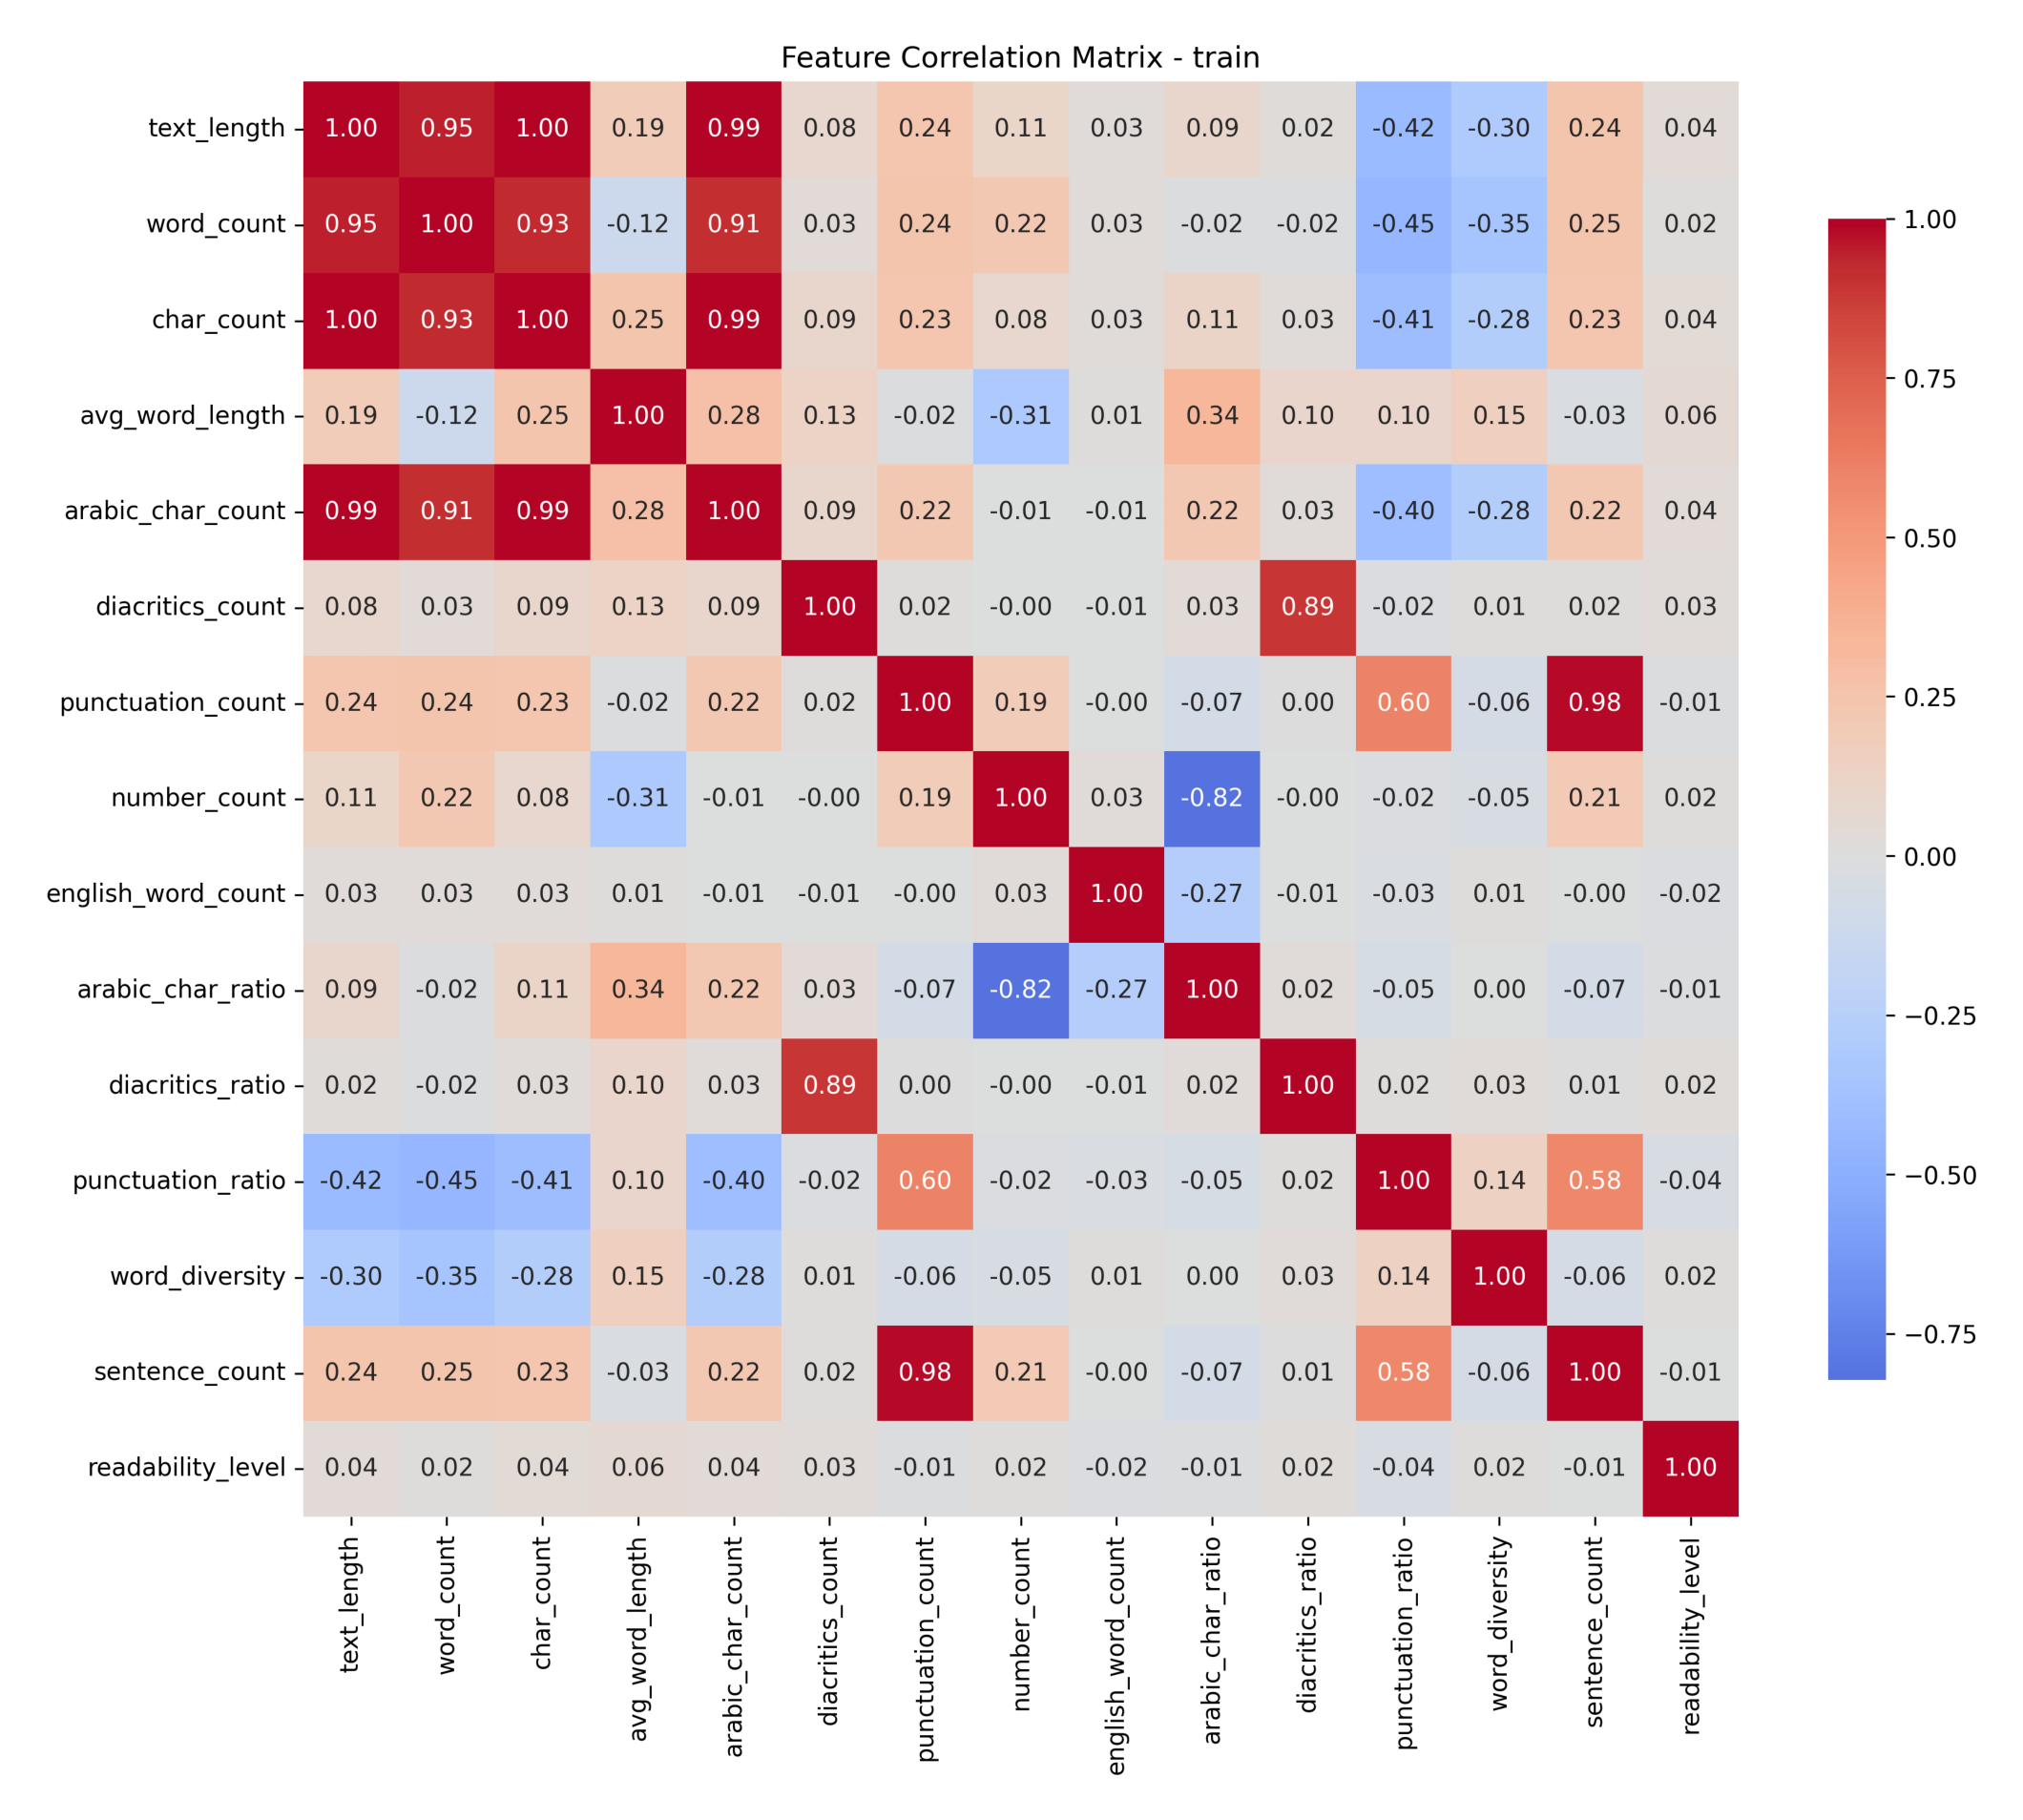 Feature Correlation Matrix - train
text_length 1.00 0.95 1.00 0.19 0.99 0.08 0.24 0.11 0.03 0.09 0.02 -0.42 -0.30 0.24 0.04
word_count 0.95 1.00 0.93 -0.12 0.91 0.03 0.24 0.22 0.03 -0.02 -0.02 -0.45 -0.35 0.25 0.02
char_count 1.00 0.93 1.00 0.25 0.99 0.09 0.23 0.08 0.03 0.11 0.03 -0.41 -0.28 0.23 0.04
avg_word_length 0.19 -0.12 0.25 1.00 0.28 0.13 -0.02 -0.31 0.01 0.34 0.10 0.10 0.15 -0.03 0.06
arabic_char_count 0.99 0.91 0.99 0.28 1.00 0.09 0.22 -0.01 -0.01 0.22 0.03 -0.40 -0.28 0.22 0.04
diacritics_count 0.08 0.03 0.09 0.13 0.09 1.00 0.02 -0.00 -0.01 0.03 0.89 -0.02 0.01 0.02 0.03
punctuation_count 0.24 0.24 0.23 -0.02 0.22 0.02 1.00 0.19 -0.00 -0.07 0.00 0.60 -0.06 0.98 -0.01
number_count 0.11 0.22 0.08 -0.31 -0.01 -0.00 0.19 1.00 0.03 -0.82 -0.00 -0.02 -0.05 0.21 0.02
english_word_count 0.03 0.03 0.03 0.01 -0.01 -0.01 -0.00 0.03 1.00 -0.27 -0.01 -0.03 0.01 -0.00 -0.02
arabic_char_ratio 0.09 -0.02 0.11 0.34 0.22 0.03 -0.07 -0.82 -0.27 1.00 0.02 -0.05 0.00 -0.07 -0.01
diacritics_ratio 0.02 -0.02 0.03 0.10 0.03 0.89 0.00 -0.00 -0.01 0.02 1.00 0.02 0.03 0.01 0.02
punctuation_ratio -0.42 -0.45 -0.41 0.10 -0.40 -0.02 0.60 -0.02 -0.03 -0.05 0.02 1.00 0.14 0.58 -0.04
word_diversity -0.30 -0.35 -0.28 0.15 -0.28 0.01 -0.06 -0.05 0.01 0.00 0.03 0.14 1.00 -0.06 0.02
sentence_count 0.24 0.25 0.23 -0.03 0.22 0.02 0.98 0.21 -0.00 -0.07 0.01 0.58 -0.06 1.00 -0.01
readability_level 0.04 0.02 0.04 0.06 0.04 0.03 -0.01 0.02 -0.02 -0.01 0.02 -0.04 0.02 -0.01 1.00
text_length
word_count
char_count
avg_word_length
arabic_char_count
diacritics_count
punctuation_count
number_count
english_word_count
arabic_char_ratio
diacritics_ratio
punctuation_ratio
word_diversity
sentence_count
readability_level
1.00
0.75
0.50
0.25
0.00
−0.25
−0.50
−0.75